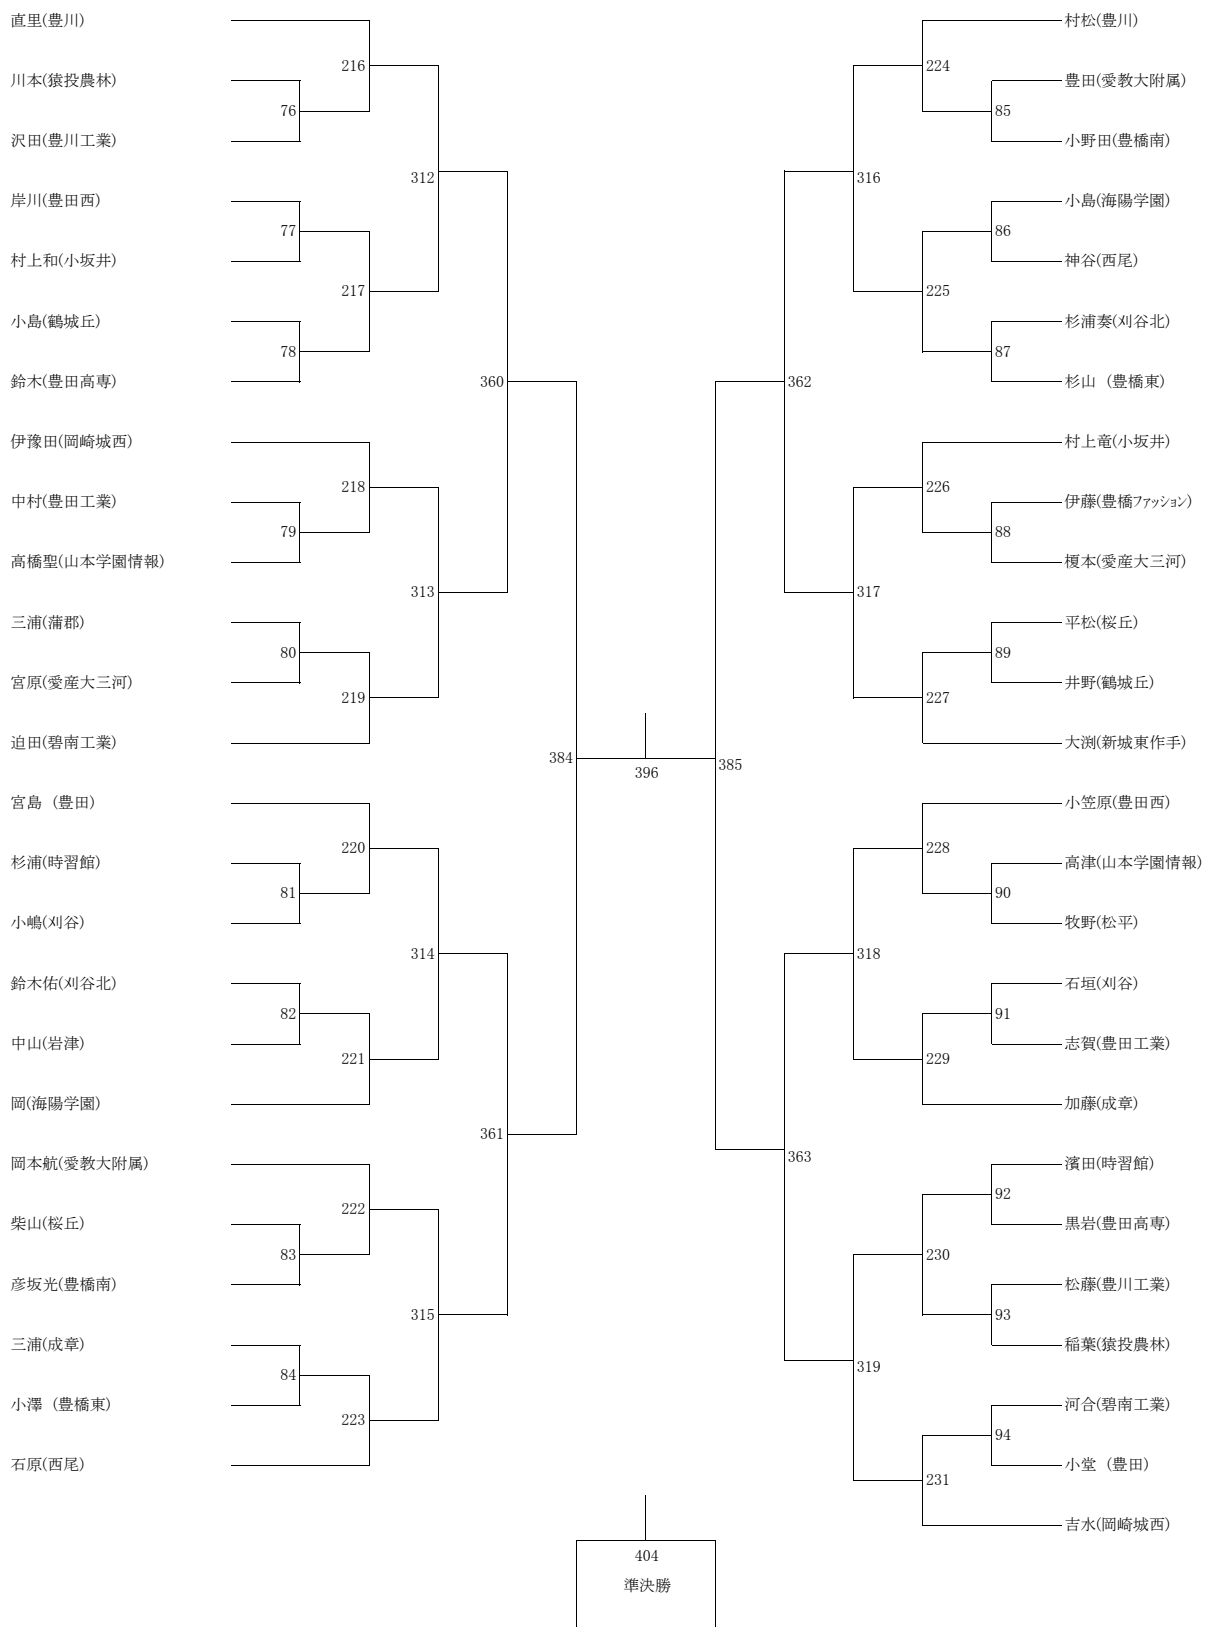 直里(豊川)
216
川本(猿投農林)
76
沢田(豊川工業)
312
岸川(豊田西)
77
村上和(小坂井)
217
小島(鶴城丘)
78
鈴木(豊田高専)
360
伊豫田(岡崎城西)
218
中村(豊田工業)
79
高橋聖(山本学園情報)
313
三浦(蒲郡)
80
宮原(愛産大三河)
219
迫田(碧南工業)
384
宮島 (豊田)
220
杉浦(時習館)
81
小嶋(刈谷)
314
鈴木佑(刈谷北)
82
中山(岩津)
221
岡(海陽学園)
361
岡本航(愛教大附属)
222
柴山(桜丘)
83
彦坂光(豊橋南)
315
三浦(成章)
84
小澤 (豊橋東)
223
石原(西尾)
396
村松(豊川)
224
豊田(愛教大附属)
85
小野田(豊橋南)
316
小島(海陽学園)
86
神谷(西尾)
225
杉浦奏(刈谷北)
87
杉山 (豊橋東)
362
村上竜(小坂井)
226
伊藤(豊橋ファッション)
88
榎本(愛産大三河)
317
平松(桜丘)
89
井野(鶴城丘)
227
大渕(新城東作手)
385
小笠原(豊田西)
228
高津(山本学園情報)
90
牧野(松平)
318
石垣(刈谷)
91
志賀(豊田工業)
229
加藤(成章)
363
濱田(時習館)
92
黒岩(豊田高専)
230
松藤(豊川工業)
93
稲葉(猿投農林)
319
河合(碧南工業)
94
小堂 (豊田)
231
吉水(岡崎城西)
404
準決勝